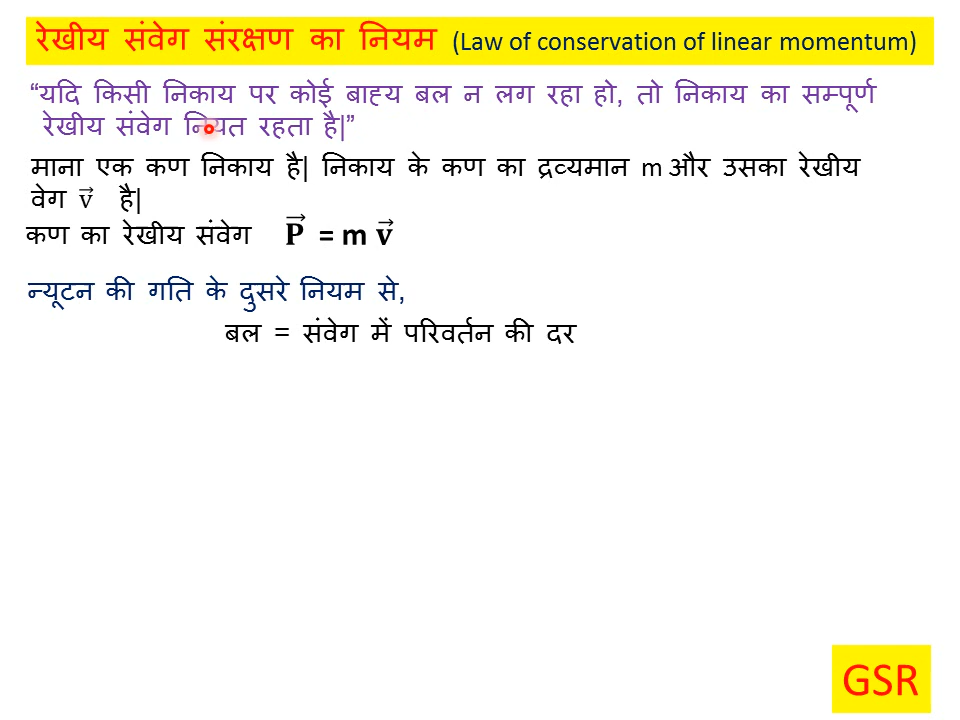 रेखीय संवेग संरक्षण का नियम (Law of conservation of linear momentum)
“यदि किसी निकाय पर कोई बाह्य बल न लग रहा हो, तो निकाय का सम्पूर्ण
रेखीय संवेग नियत रहता है|”
माना एक कण निकाय है| निकाय के कण का द्रव्यमान m और उसका रेखीय
वेग v⃗ है|
कण का रेखीय संवेग P⃗ = m v⃗
न्यूटन की गति के दुसरे नियम से,
बल = संवेग में परिवर्तन की दर
GSR